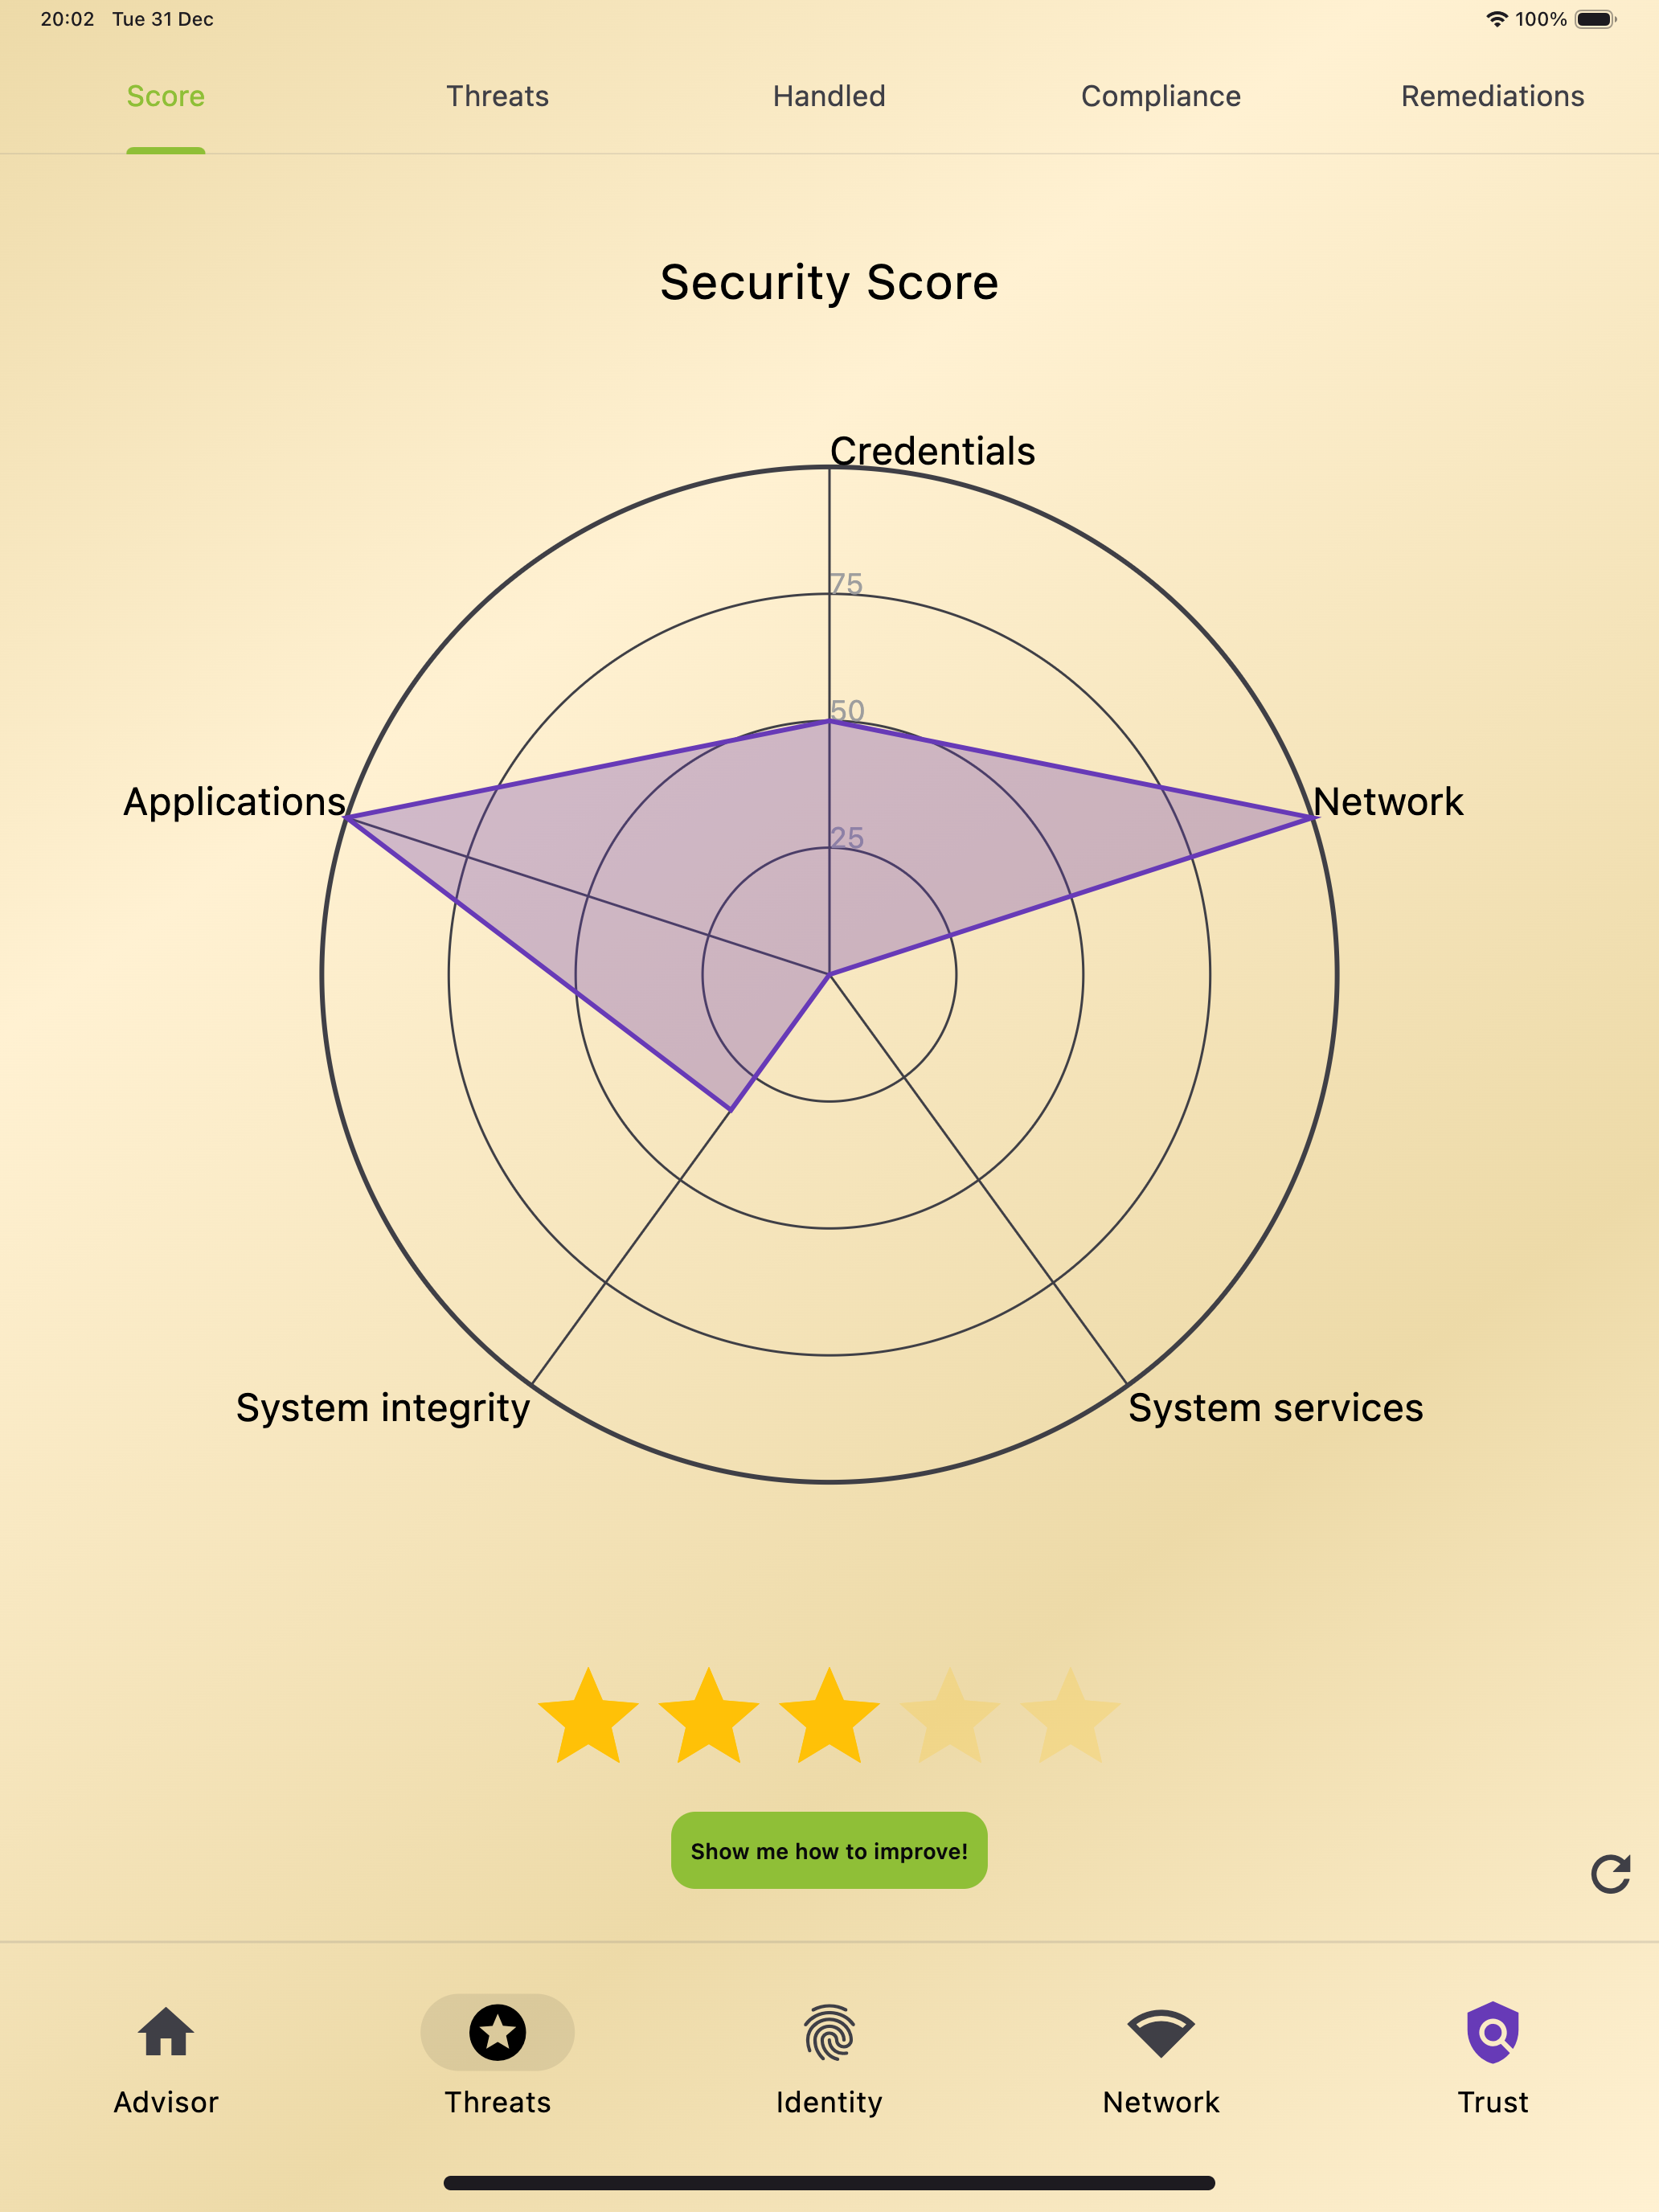 20:02 Tue 31 Dec 100%
Score Threats Handled Compliance Remediations
Security Score
Credentials
75
50
Applications Network
25
System integrity System services
Show me how to improve!
Advisor Threats Identity Network Trust